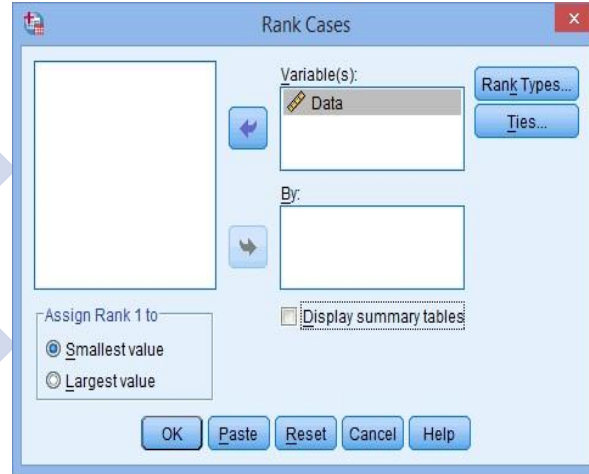 Rank Cases
Variable(s):
Data
Rank Types...
Ties...
By:
Assign Rank 1 to
Smallest value
Largest value
Display summary tables
OK Paste Reset Cancel Help